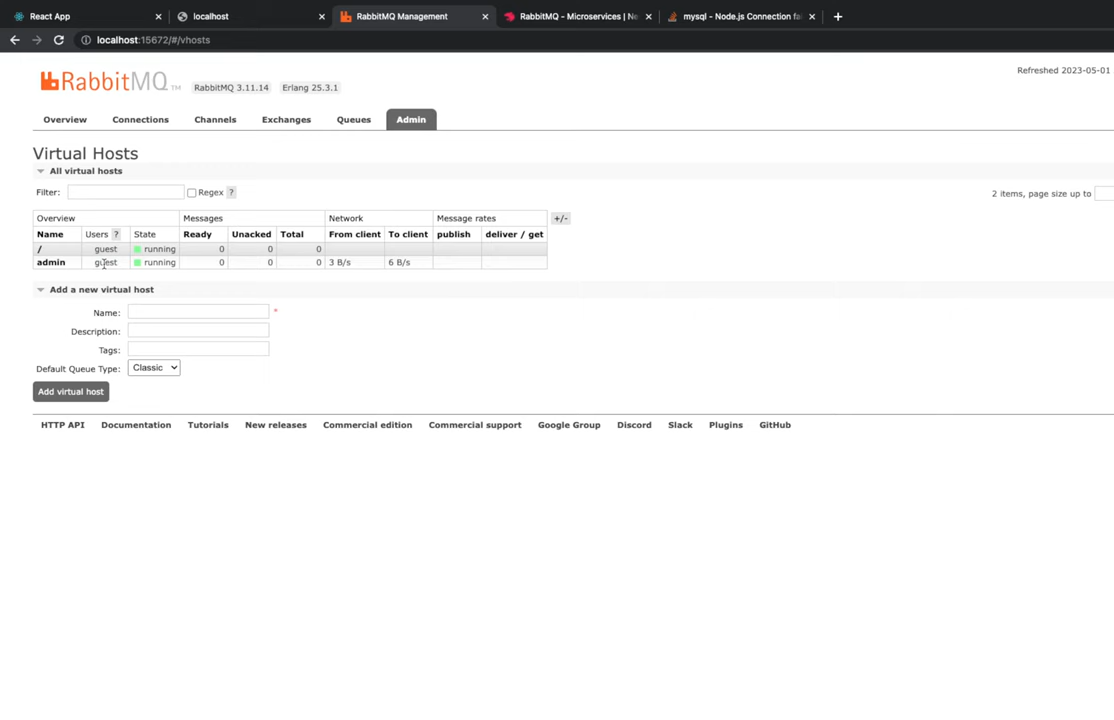 React App
localhost
RabbitMQ Management
RabbitMQ - Microservices | Ne
mysql - Node.js Connection fai
localhost:15672/#/vhosts
Refreshed 2023-05-01
RabbitMQ TM RabbitMQ 3.11.14 Erlang 25.3.1
Overview Connections Channels Exchanges Queues Admin
Virtual Hosts
All virtual hosts
Filter: Regex ?
2 items, page size up to
Overview Messages Network Message rates +/-
Name Users ? State Ready Unacked Total From client To client publish deliver / get
/ guest running 0 0 0
admin guest running 0 0 0 3 B/s 6 B/s
Add a new virtual host
Name: *
Description:
Tags:
Default Queue Type: Classic
Add virtual host
HTTP API Documentation Tutorials New releases Commercial edition Commercial support Google Group Discord Slack Plugins GitHub